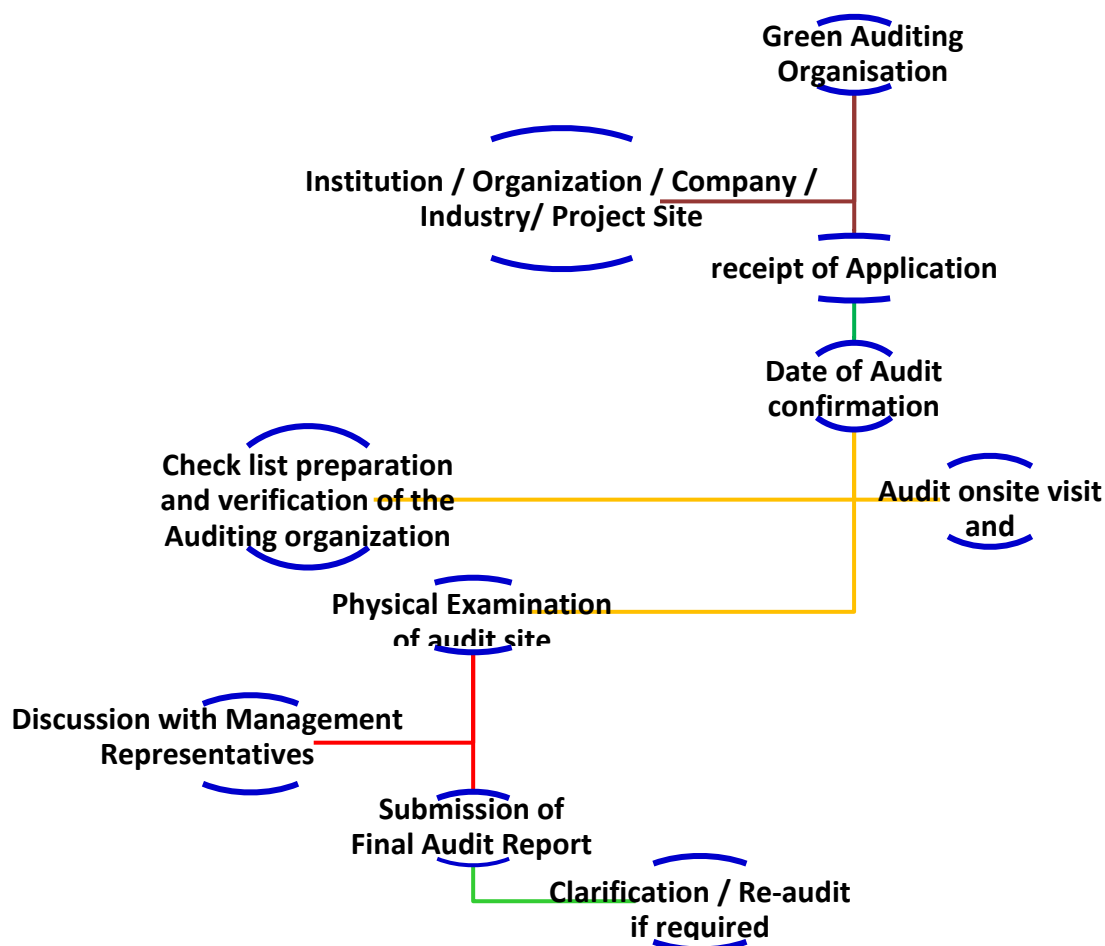 Green Auditing
Organisation
Institution / Organization / Company /
Industry/ Project Site
receipt of Application
Date of Audit
confirmation
Check list preparation
and verification of the
Auditing organization
Audit onsite visit
and
Physical Examination
of audit site
Discussion with Management
Representatives
Submission of
Final Audit Report
Clarification / Re-audit
if required